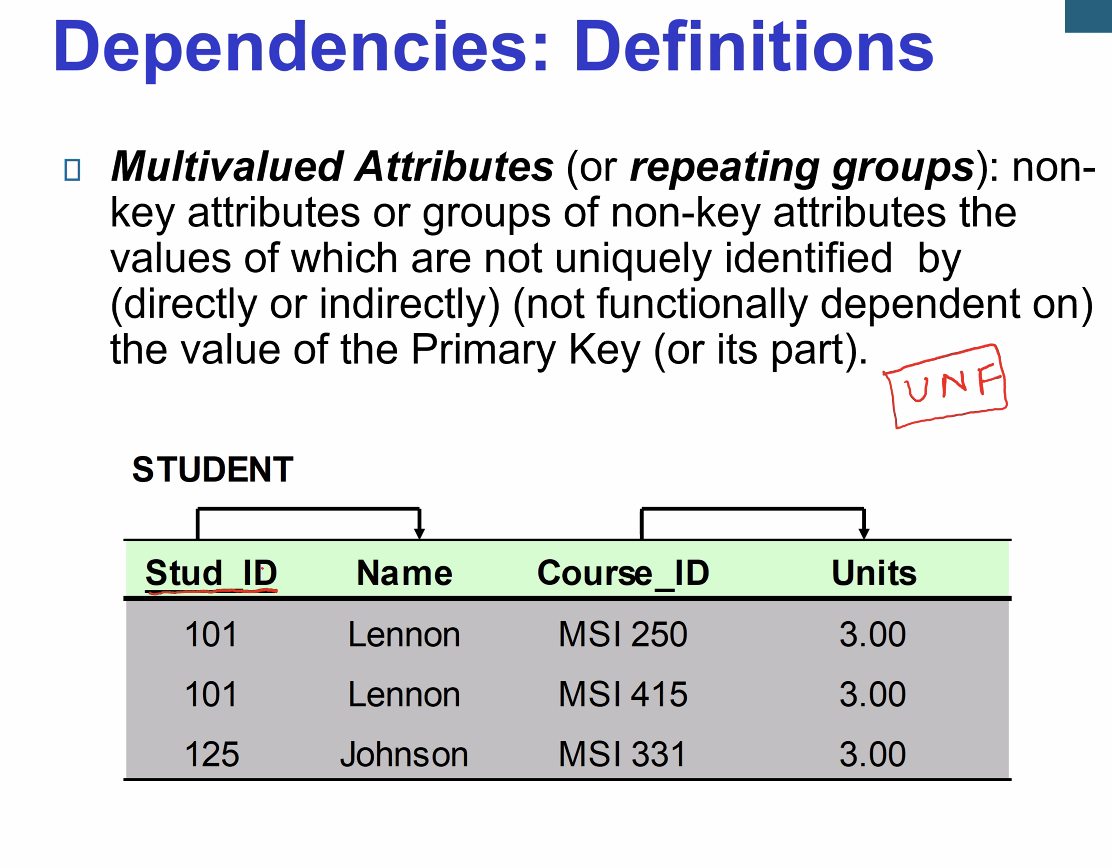 Dependencies: Definitions
Multivalued Attributes (or repeating groups): non-
key attributes or groups of non-key attributes the
values of which are not uniquely identified by
(directly or indirectly) (not functionally dependent on)
the value of the Primary Key (or its part).
UNF
STUDENT
Stud_ID Name Course_ID Units
101 Lennon MSI 250 3.00
101 Lennon MSI 415 3.00
125 Johnson MSI 331 3.00